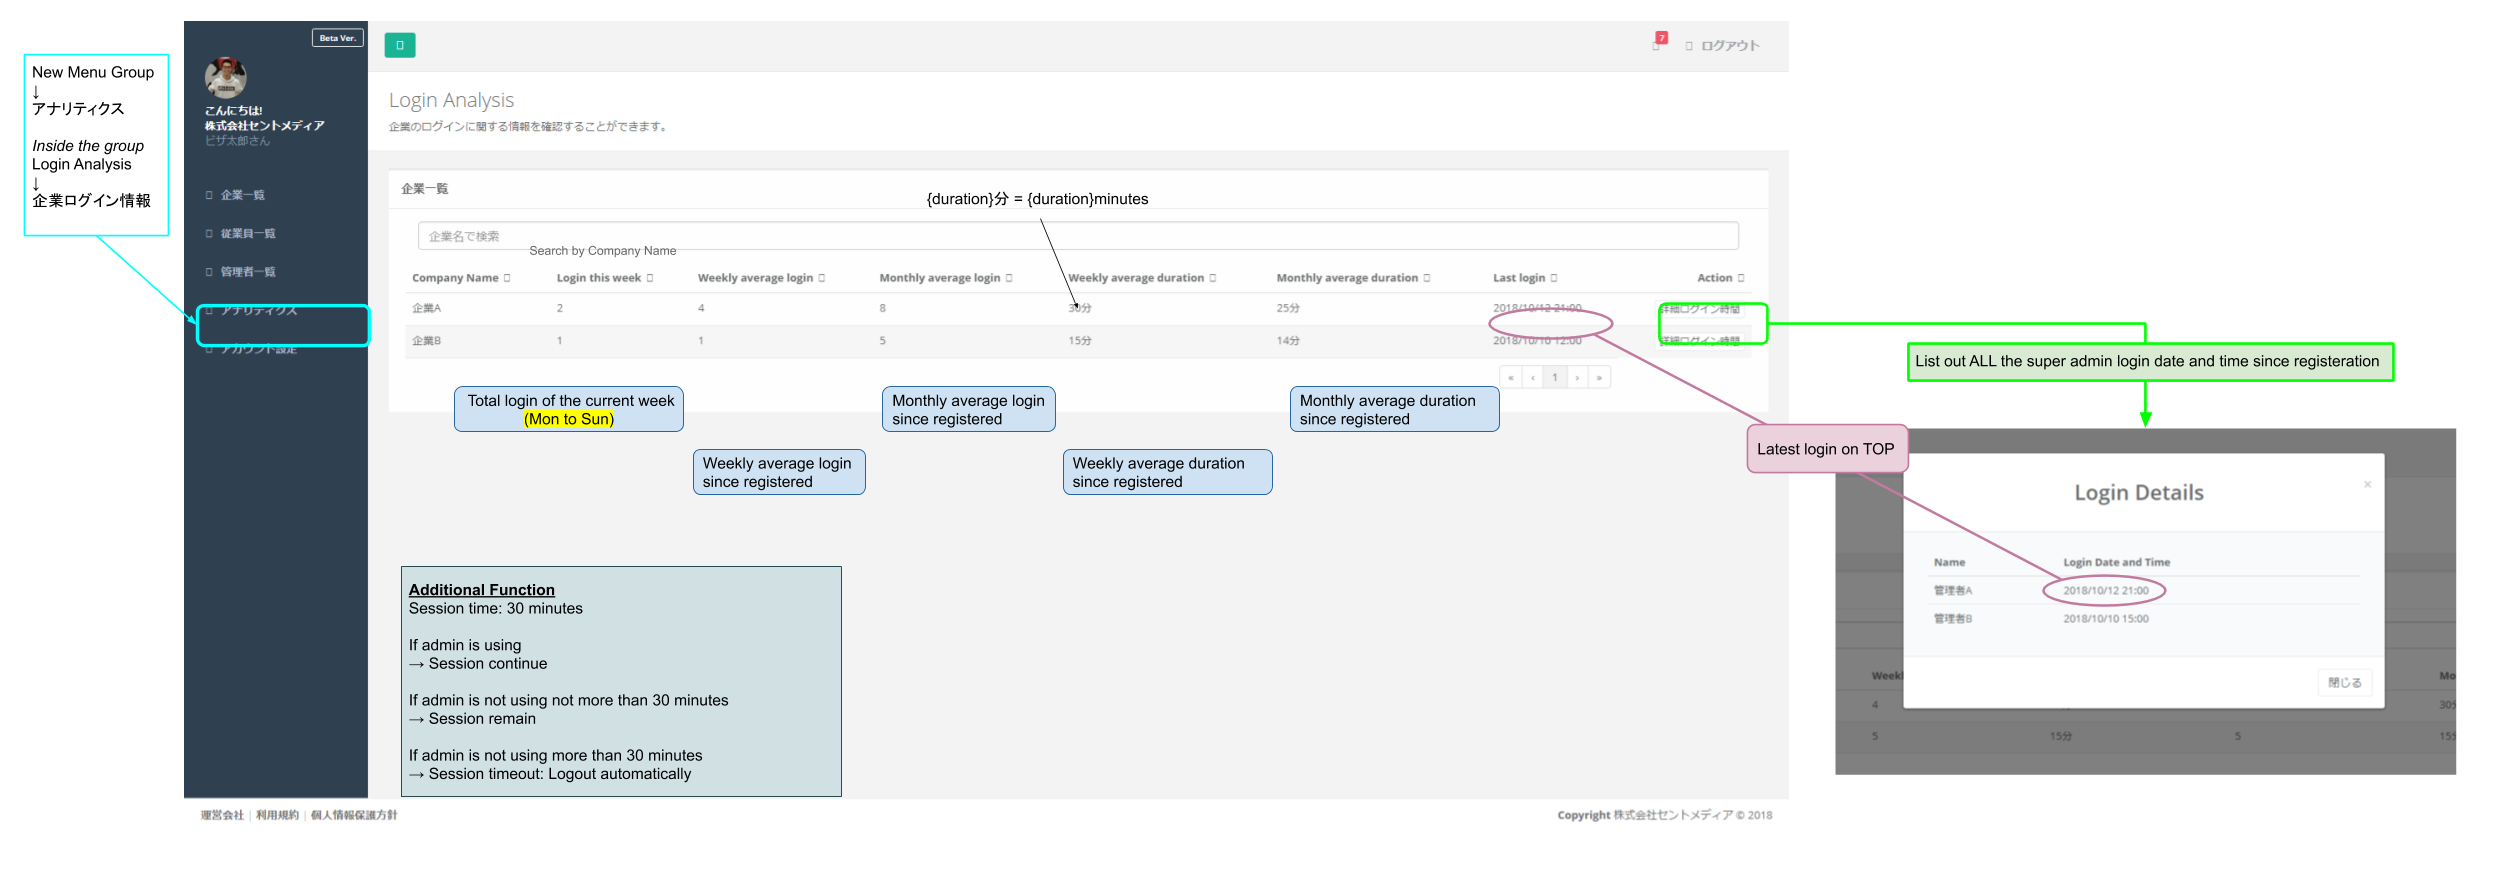 New Menu Group
↓
アナリティクス
Inside the group
Login Analysis
↓
企業ログイン情報
Beta Ver.
こんにちは!
株式会社セントメディア
ビザ太郎さん
企業一覧
従業員一覧
管理者一覧
アナリティクス
アカウント設定
7
ログアウト
Login Analysis
企業のログインに関する情報を確認することができます。
企業一覧
{duration}分 = {duration}minutes
企業名で検索
Search by Company Name
Company Name Login this week Weekly average login Monthly average login Weekly average duration Monthly average duration Last login Action
企業A 2 4 8 30分 25分 2018/10/12 21:00 詳細ログイン時間
企業B 1 1 5 15分 14分 2018/10/10 12:00 詳細ログイン時間
« ‹ 1 › »
Total login of the current week
(Mon to Sun)
Monthly average login
since registered
Monthly average duration
since registered
Weekly average login
since registered
Weekly average duration
since registered
Additional Function
Session time: 30 minutes
If admin is using
→ Session continue
If admin is not using not more than 30 minutes
→ Session remain
If admin is not using more than 30 minutes
→ Session timeout: Logout automatically
運営会社 | 利用規約 | 個人情報保護方針
Copyright 株式会社セントメディア © 2018
List out ALL the super admin login date and time since registeration
Latest login on TOP
Login Details
×
Name Login Date and Time
管理者A 2018/10/12 21:00
管理者B 2018/10/10 15:00
閉じる
Weekl
Mo
4
30分
5 15分 5 15分